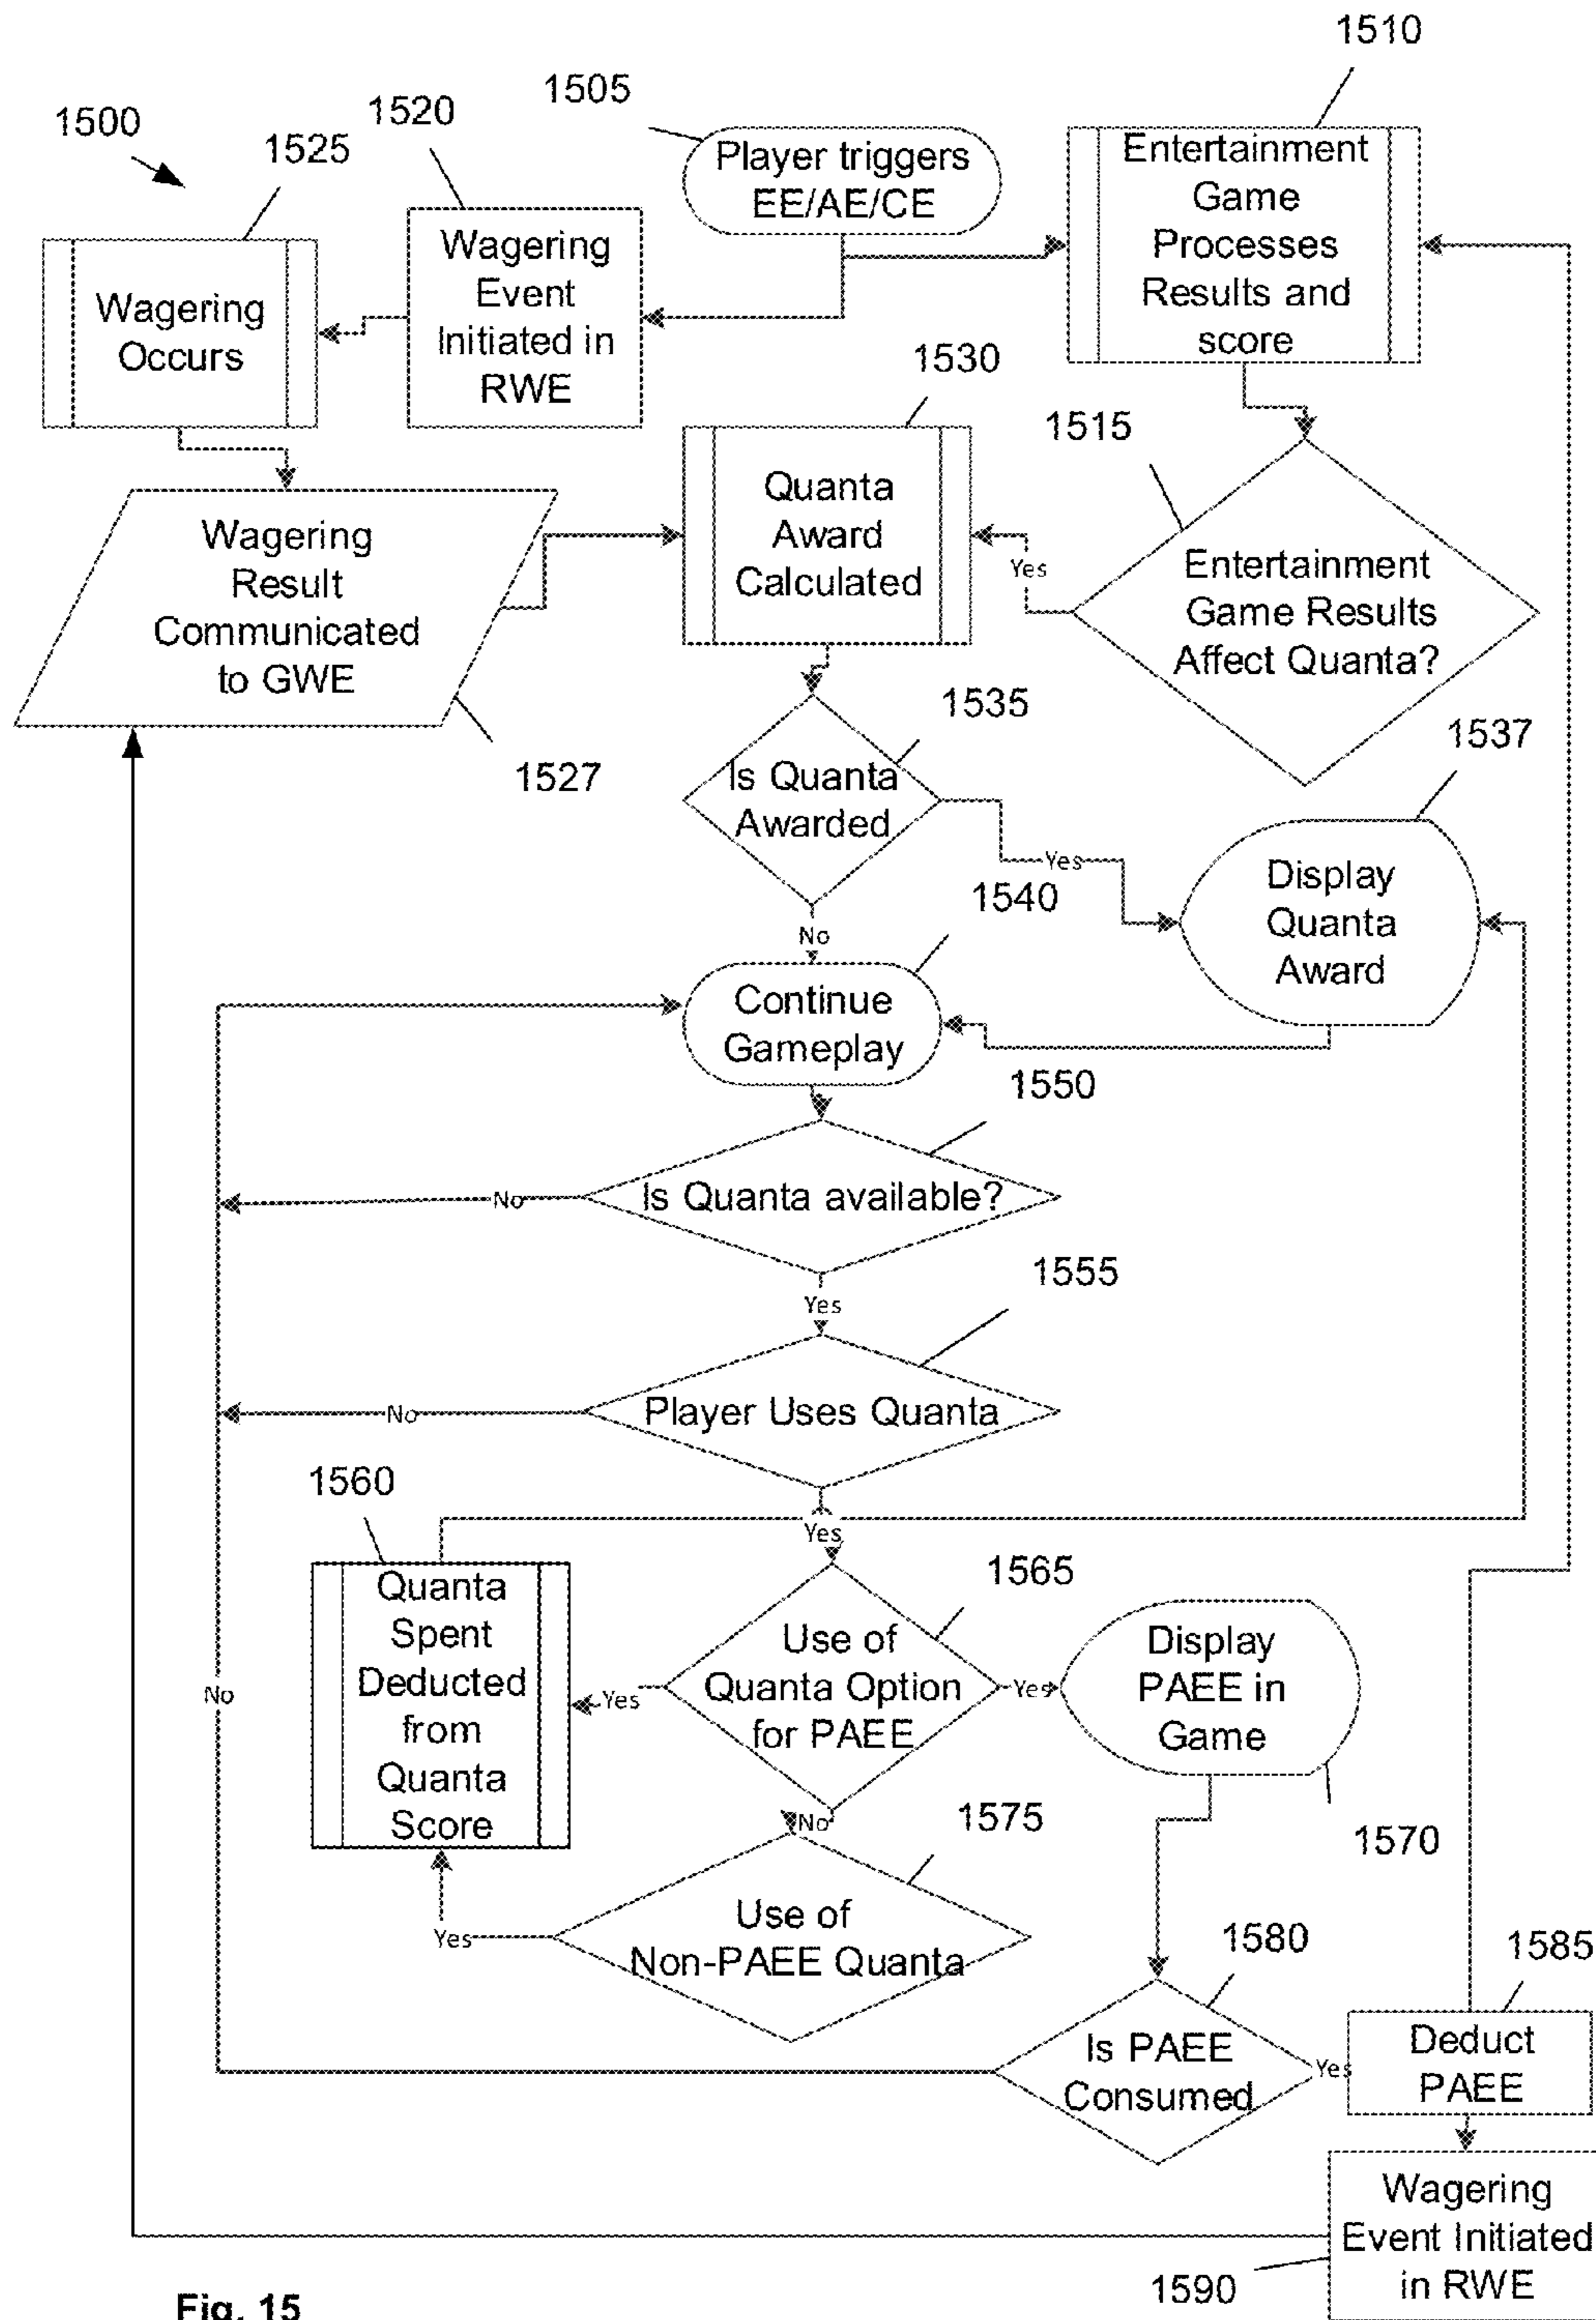 1510
1505
1520
1500
1525
Player triggers
EE/AE/CE
Entertainment
Game
Processes
Results and
score
Wagering
Event
Initiated in
RWE
Wagering
Occurs
1530
1515
Quanta
Award
Calculated
Yes
Entertainment
Game Results
Affect Quanta?
Wagering
Result
Communicated
to GWE
1527
1535
1537
Is Quanta
Awarded
Yes
No
1540
Display
Quanta
Award
Continue
Gameplay
1550
Is Quanta available?
No
Yes
1555
Player Uses Quanta
No
Yes
1560
Quanta
Spent
Deducted
from
Quanta
Score
1565
Use of
Quanta Option
for PAEE
Yes
Yes
Display
PAEE in
Game
1570
No
No
1575
Use of
Non-PAEE Quanta
Yes
1580
Is PAEE
Consumed
Yes
1585
Deduct
PAEE
Wagering
Event Initiated
in RWE
1590
Fig. 15